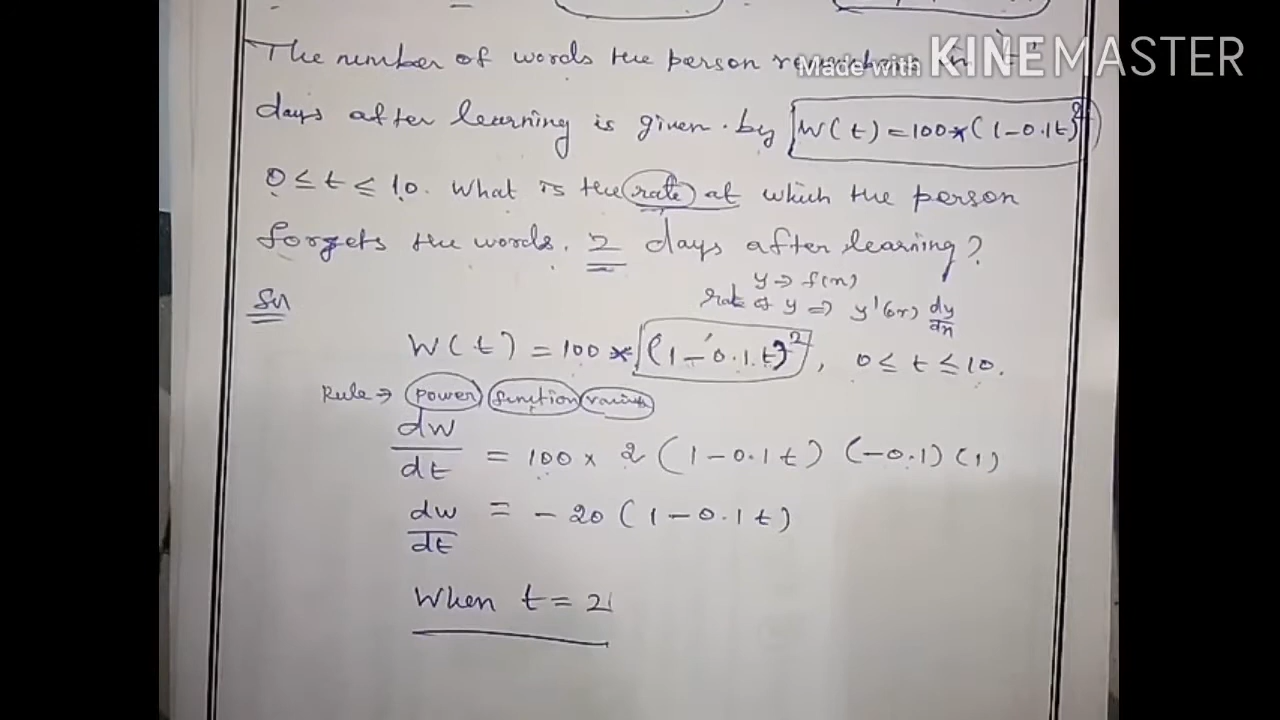 The number of words the person in 't'
days after learning is given by W(t) = 100 * (1-0.1t)²
0 ≤ t ≤ 10. What is the rate at which the person
forgets the words. 2 days after learning?
y → f(x)
Sol
rate of y ⇒ y'(x) dy/dx
W(t) = 100 * (1-0.1t)², 0 ≤ t ≤ 10.
Rule → power function
dw/dt = 100 × 2 (1-0.1t) (-0.1) (1)
dw/dt = -20 (1-0.1t)
When t = 2
Made with KINEMASTER